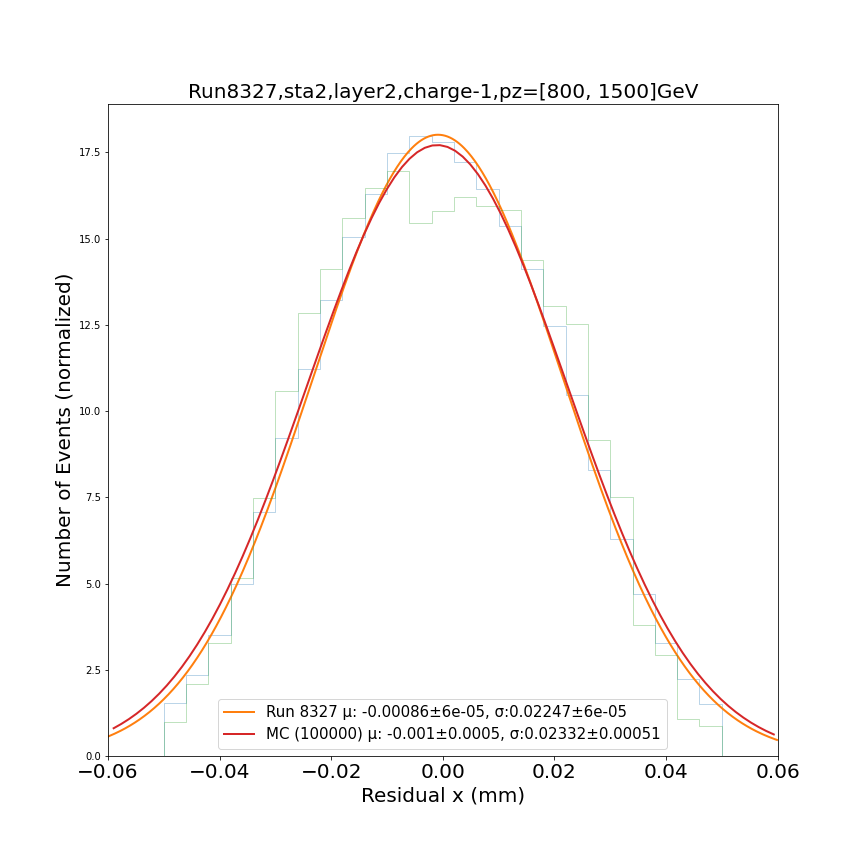 Run8327,sta2,layer2,charge-1,pz=[800, 1500]GeV
Number of Events (normalized)
17.5
15.0
12.5
10.0
7.5
5.0
2.5
0.0
Run 8327 μ: -0.00086±6e-05, σ:0.02247±6e-05
MC (100000) μ: -0.001±0.0005, σ:0.02332±0.00051
−0.06 −0.04 −0.02 0.00 0.02 0.04 0.06
Residual x (mm)